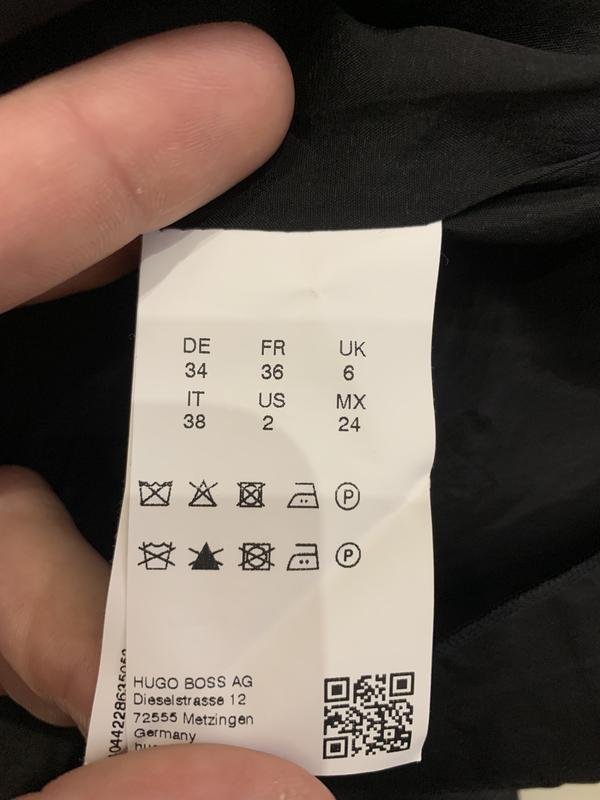 DE FR UK
34 36 6
IT US MX
38 2 24
P
P
HUGO BOSS AG
Dieselstrasse 12
72555 Metzingen
Germany